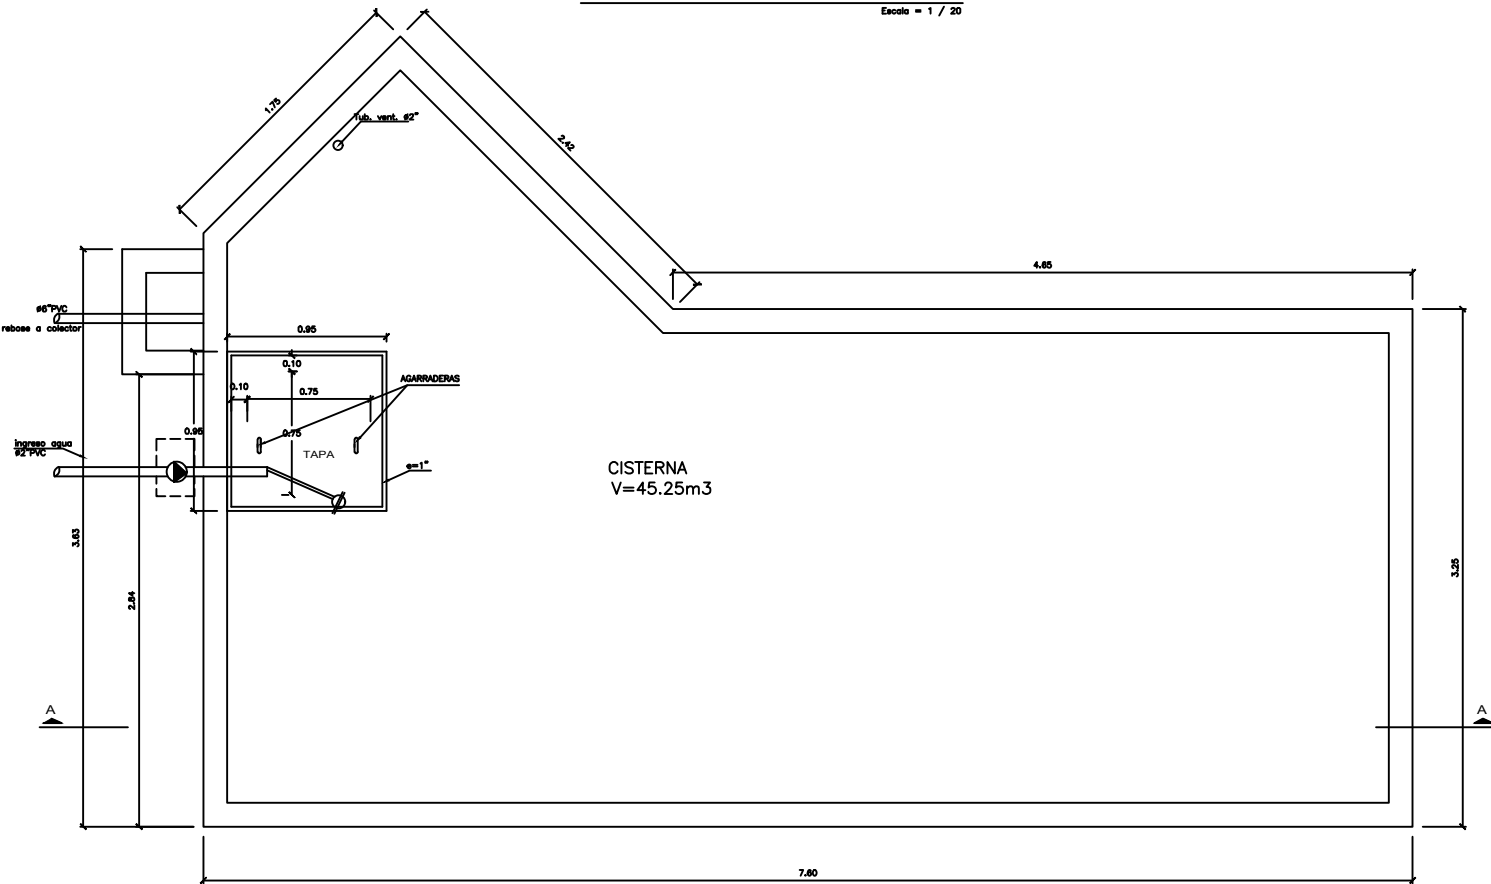 Escala = 1 / 20
1.75
Tub. vent. ø2"
2.42
4.65
ø6"PVC
rebose a colector
0.95
0.10
0.10
0.75
AGARRADERAS
0.95
0.75
TAPA
ingreso agua
ø2"PVC
e=1"
CISTERNA
V=45.25m3
3.63
2.84
3.25
A
A
7.60